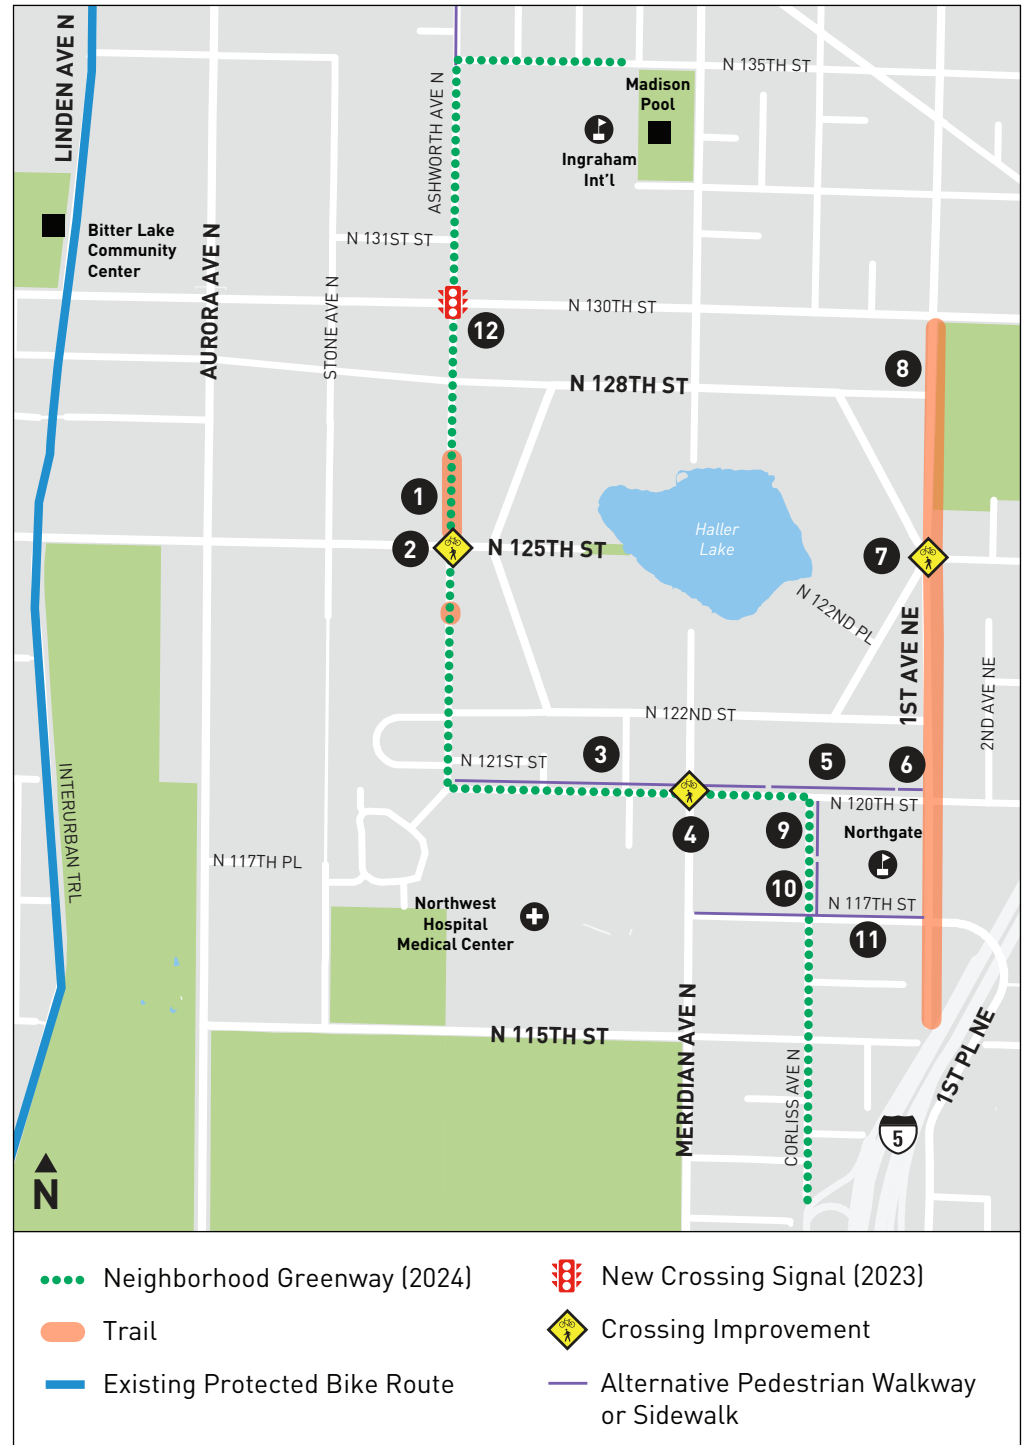 LINDEN AVE N
AURORA AVE N
ASHWORTH AVE N
N 135TH ST
Madison
Pool
Ingraham
Int'l
Bitter Lake
Community
Center
N 131ST ST
STONE AVE N
N 130TH ST
12
8
N 128TH ST
1
2
N 125TH ST
Haller
Lake
7
N 122ND PL
1ST AVE NE
2ND AVE NE
N 122ND ST
N 121ST ST
3
5
6
INTERURBAN TRL
4
9
N 120TH ST
Northgate
N 117TH PL
10
N 117TH ST
11
Northwest
Hospital
Medical Center
MERIDIAN AVE N
N 115TH ST
CORLISS AVE N
1ST PL NE
5
N
Neighborhood Greenway (2024)
Trail
Existing Protected Bike Route
New Crossing Signal (2023)
Crossing Improvement
Alternative Pedestrian Walkway
or Sidewalk